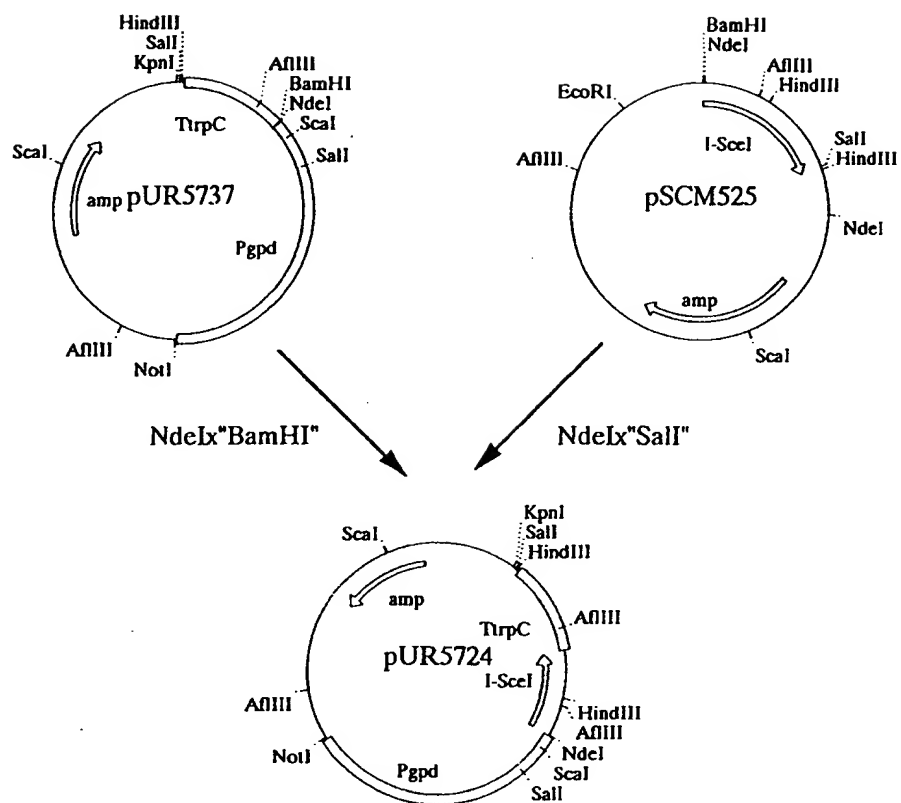 HindIII
SalI
KpnI
AflIII
BamHI
NdeI
ScaI
SalI
TtrpC
ScaI
amp
pUR5737
Pgpd
AflIII
NotI
BamHI
NdeI
AflIII
HindIII
EcoRI
I-SceI
SalI
HindIII
AflIII
pSCM525
NdeI
amp
ScaI
NdeIx"BamHI"
NdeIx"SalI"
KpnI
SalI
HindIII
ScaI
amp
TtrpC
AflIII
pUR5724
I-SceI
AflIII
HindIII
AflIII
NdeI
ScaI
SalI
NotI
Pgpd